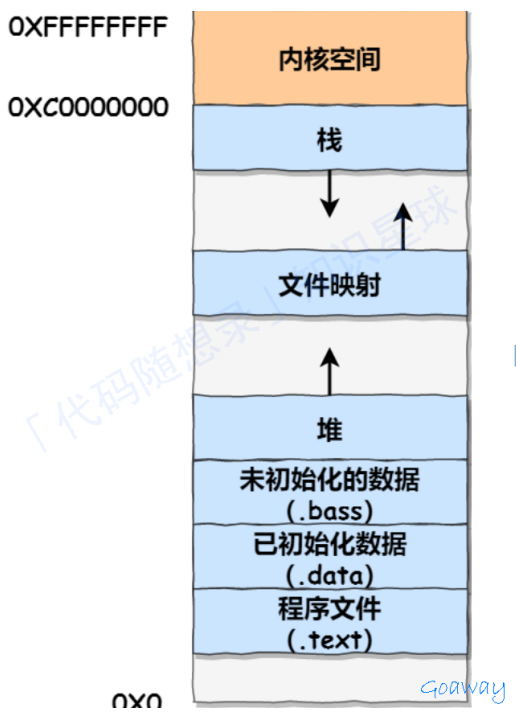 0XFFFFFFFF
内核空间
0XC0000000
栈
文件映射
堆
未初始化的数据
(.bass)
已初始化数据
(.data)
程序文件
(.text)
0X0
「代码随想录」知识星球
Goaway